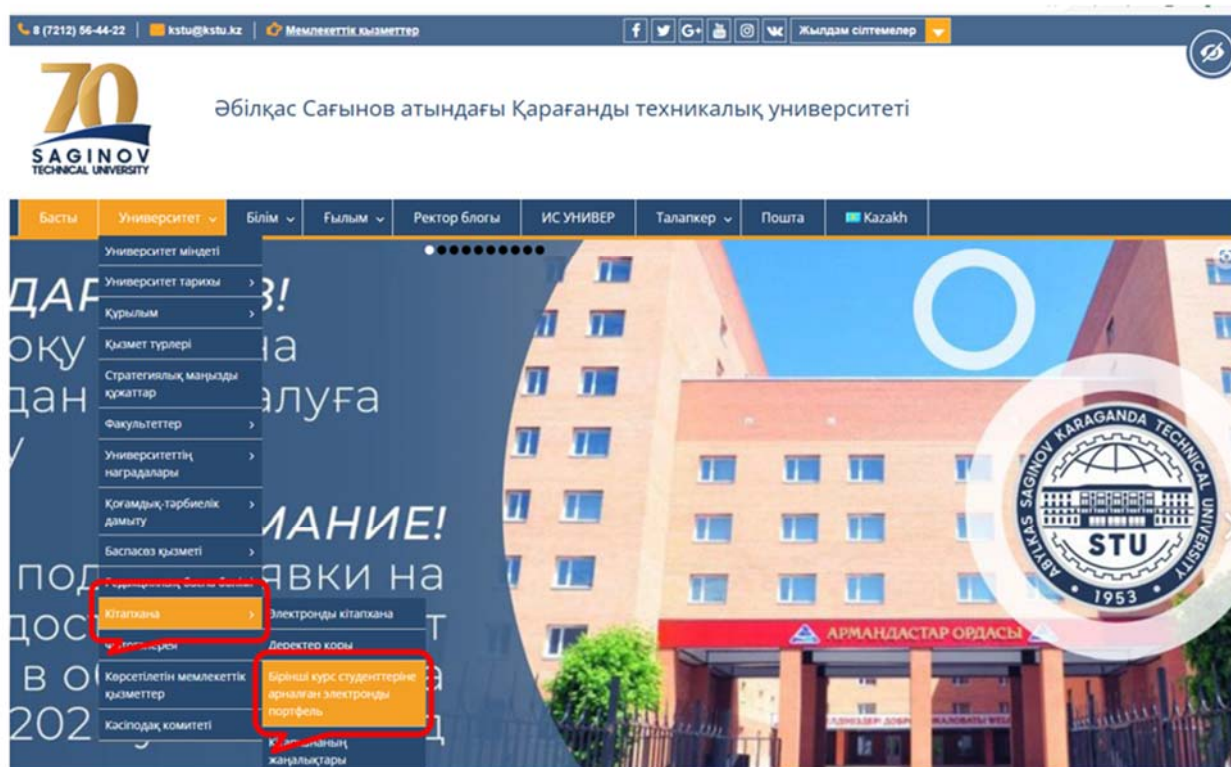 8 (7212) 56-44-22
kstu@kstu.kz
Мемлекеттік қызметтер
Жылдам сілтемелер
70
SAGINOV
TECHNICAL UNIVERSITY
Әбілқас Сағынов атындағы Қарағанды техникалық университеті
Басты Университет Білім Ғылым Ректор блогы ИС УНИВЕР Талапкер Пошта Kazakh
Университет міндеті
Университет тарихы
Құрылым
Қызмет түрлері
Стратегиялық маңызды
құжаттар
Факультеттер
Университеттің
наградалары
Қоғамдық-тәрбиелік
дамыту
Баспасөз қызметі
Кітапхана
Көрсетілетін мемлекеттік
қызметтер
Кәсіподақ комитеті
Электронды кітапхана
Деректер қоры
Бірінші курс студенттеріне
арналған электронды
портфель
жаңалықтары
оқу
алуға
202
АРМАНДАСТАР ОРДАСЫ
ABYLKAS SAGINOV KARAGANDA TECHNICAL UNIVERSITY
STU
1953